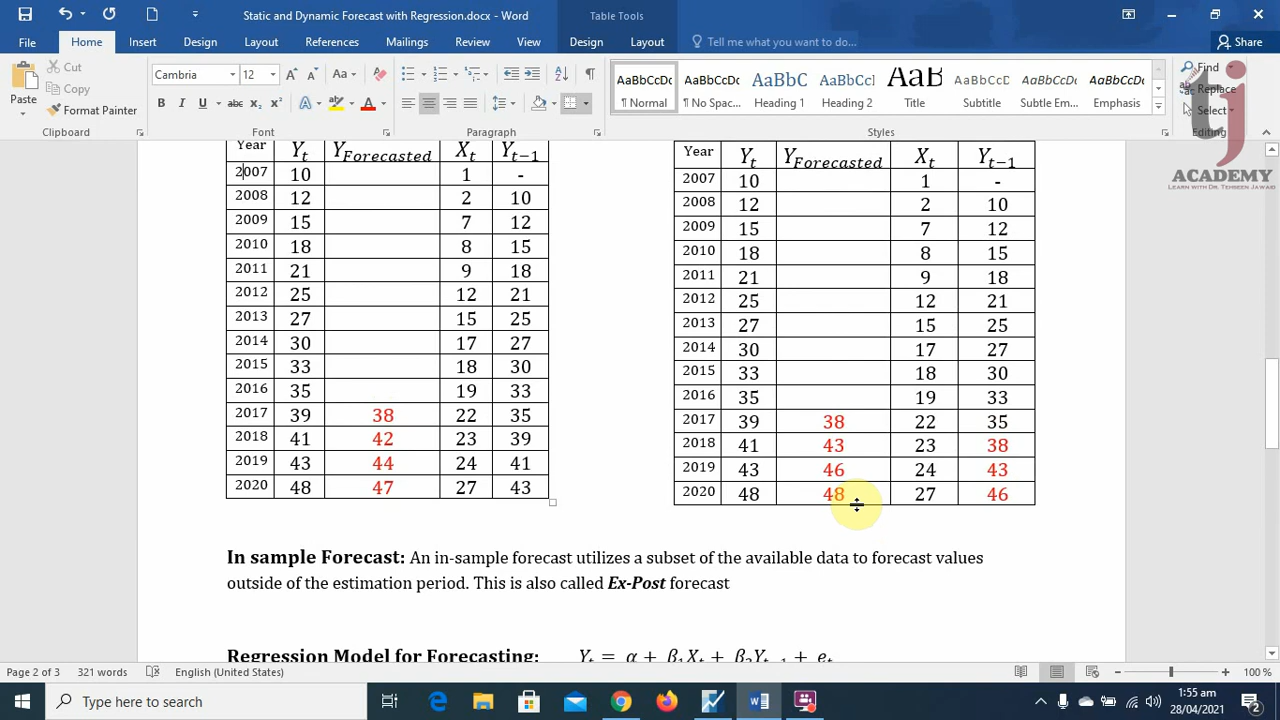 Static and Dynamic Forecast with Regression.docx - Word
Table Tools
File Home Insert Design Layout References Mailings Review View Design Layout Tell me what you want to do... Share
Paste
Cut
Copy
Format Painter
Clipboard
Cambria 12
Font
Paragraph
AaBbCcDc AaBbCcDc AaBbC AaBbCcI AaB AaBbCcD AaBbCcDc AaBbCcDc
¶ Normal ¶ No Spac... Heading Heading 2 Title Subtitle Subtle Em... Emphasis
Styles
Find
Replace
Select
Editing
tj
ACADEMY
LEARN WITH DR. TEHSEEN JAWAID
Year Yt YForecasted Xt Yt−1
2007 10 1 -
2008 12 2 10
2009 15 7 12
2010 18 8 15
2011 21 9 18
2012 25 12 21
2013 27 15 25
2014 30 17 27
2015 33 18 30
2016 35 19 33
2017 39 38 22 35
2018 41 42 23 39
2019 43 44 24 41
2020 48 47 27 43
Year Yt YForecasted Xt Yt−1
2007 10 1 -
2008 12 2 10
2009 15 7 12
2010 18 8 15
2011 21 9 18
2012 25 12 21
2013 27 15 25
2014 30 17 27
2015 33 18 30
2016 35 19 33
2017 39 38 22 35
2018 41 43 23 38
2019 43 46 24 43
2020 48 48 27 46
In sample Forecast: An in-sample forecast utilizes a subset of the available data to forecast values
outside of the estimation period. This is also called Ex-Post forecast
Regression Model for Forecasting: Yt = α + β1Xt + β2Yt−1 + et
Page 2 of 3 321 words English (United States) 100 %
Type here to search
1:55 am
28/04/2021
2